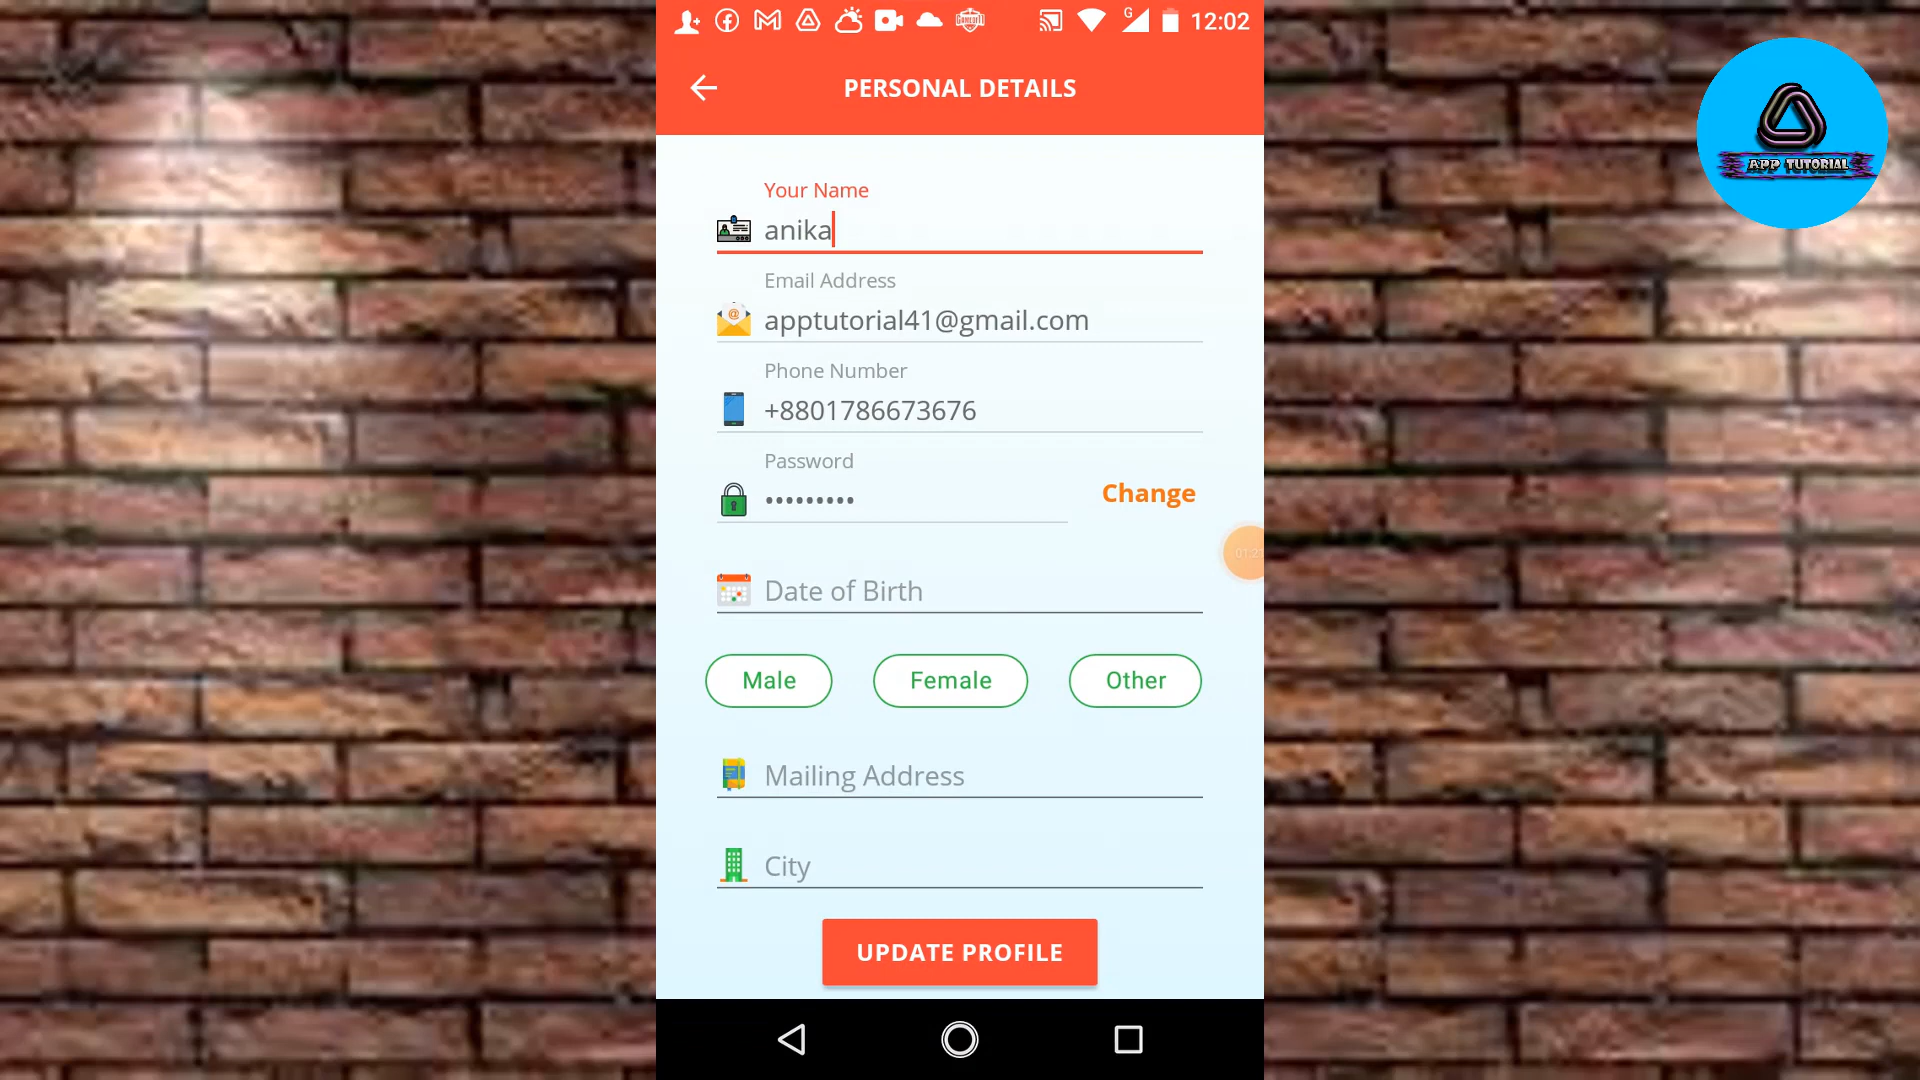 G 12:02
PERSONAL DETAILS
Your Name
anika
Email Address
apptutorial41@gmail.com
Phone Number
+8801786673676
Password
•••••••••
Change
Date of Birth
Male Female Other
Mailing Address
City
UPDATE PROFILE
APP TUTORIAL